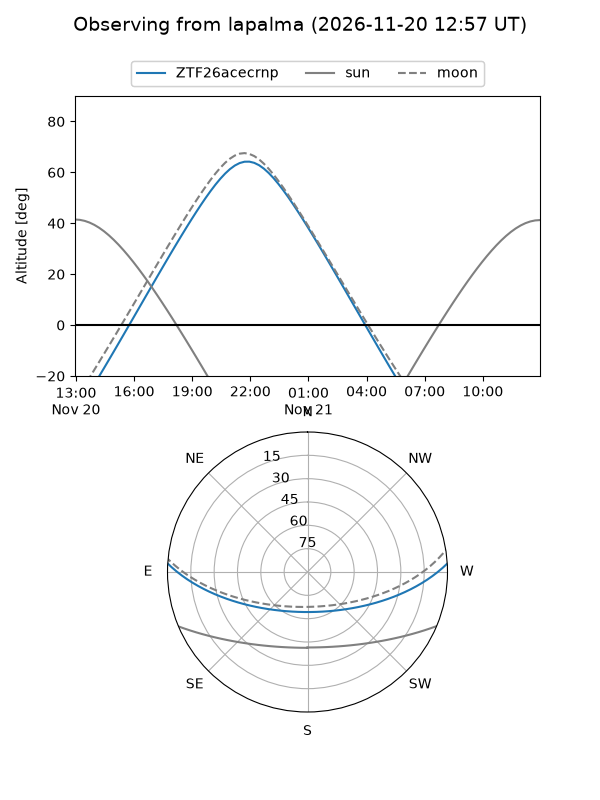 Observing from lapalma (2026-11-20 12:57 UT)
ZTF26acecrnp sun moon
Altitude [deg]
80
60
40
20
0
−20
13:00 16:00 19:00 22:00 01:00 04:00 07:00 10:00
Nov 20 Nov 21
N
NE NW
15
30
45
60
75
E W
SE SW
S